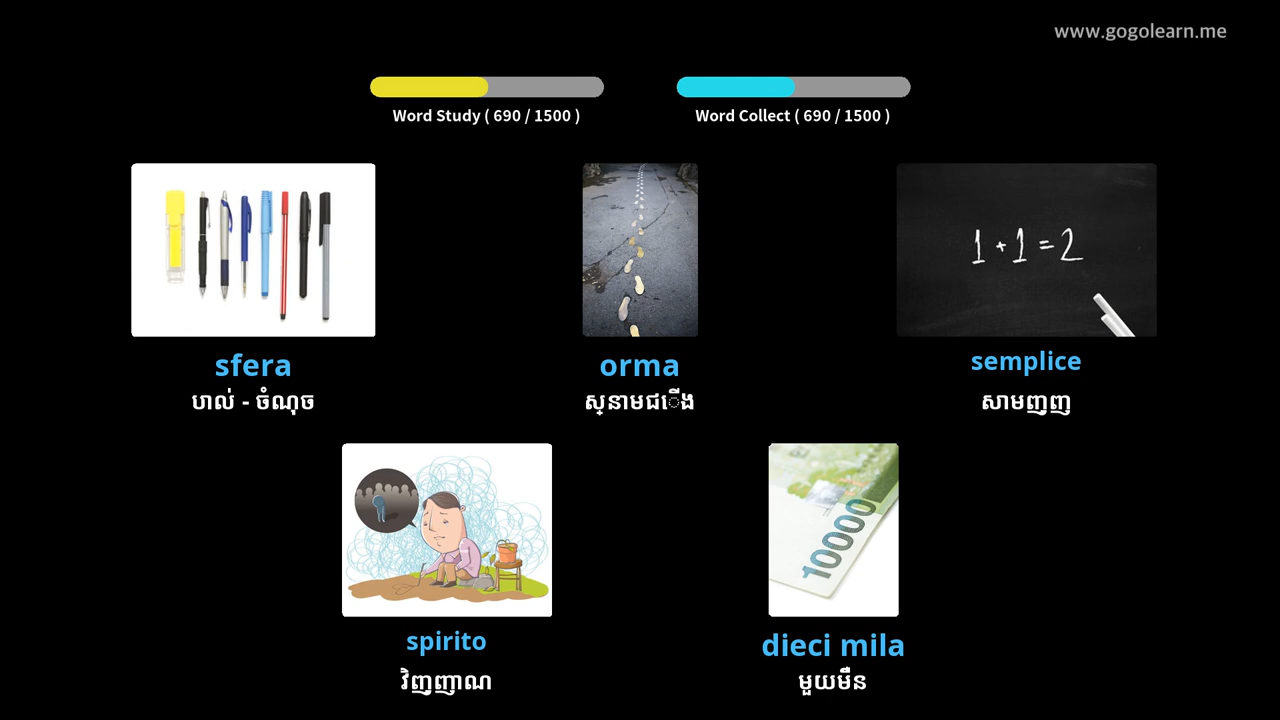 www.gogolearn.me
Word Study ( 690 / 1500 )
Word Collect ( 690 / 1500 )
1 + 1 = 2
sfera
បាល់ - ចំណុច
orma
ស្នាមជើង
semplice
សាមញ្ញ
10000
spirito
វិញ្ញាណ
dieci mila
មួយម៉ឺន